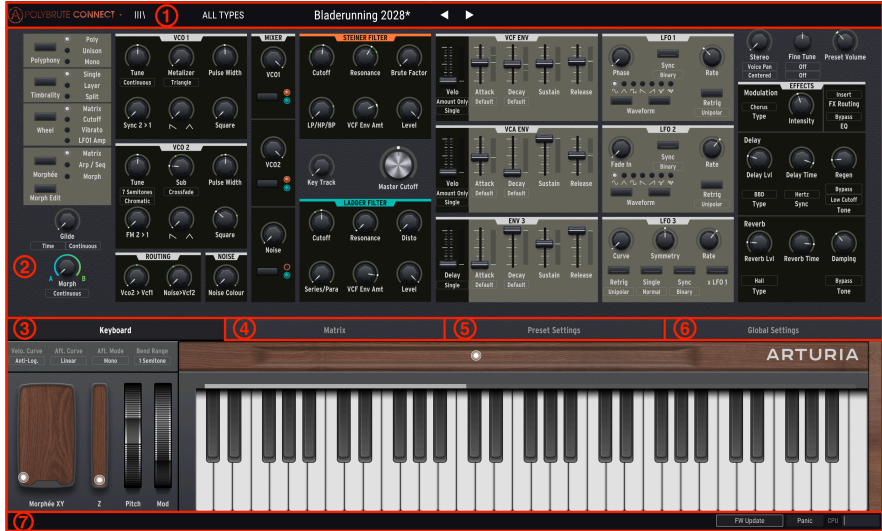 POLYBRUTE CONNECT
1
ALL TYPES
Bladerunning 2028*
Polyphony
Poly
Unison
Mono
Timbrality
Single
Layer
Split
Wheel
Matrix
Cutoff
Vibrato
LFO1 Amp
Morphée
Matrix
Arp / Seq
Morph
Morph Edit
Glide
Time
Continuous
2
A
B
Morph
Continuous
VCO 1
Tune
Metalizer
Pulse Width
Continuous
Triangle
Sync 2 > 1
Square
VCO 2
Tune
Sub
Pulse Width
7 Semitones
Crossfade
Chromatic
FM 2 > 1
Square
ROUTING
NOISE
Vco2 > Vcf1
Noise>Vcf2
Noise Colour
MIXER
VCO1
VCO2
Noise
STEINER FILTER
Cutoff
Resonance
Brute Factor
LP/HP/BP
VCF Env Amt
Level
Key Track
Master Cutoff
LADDER FILTER
Cutoff
Resonance
Disto
Series/Para
VCF Env Amt
Level
VCF ENV
Velo
Attack
Decay
Sustain
Release
Amount Only
Default
Default
Single
VCA ENV
Velo
Attack
Decay
Sustain
Release
Amount Only
Default
Default
Single
ENV 3
Delay
Attack
Decay
Sustain
Release
Single
Default
Default
LFO 1
Phase
Sync
Rate
Binary
Waveform
Retrig
Unipolar
LFO 2
Fade In
Sync
Rate
Binary
Waveform
Retrig
Unipolar
LFO 3
Curve
Symmetry
Rate
Retrig
Single
Sync
x LFO 1
Unipolar
Normal
Binary
Stereo
Fine Tune
Preset Volume
Voice Pan
Off
Centered
Off
EFFECTS
Modulation
Insert
FX Routing
Chorus
Type
Intensity
Bypass
EQ
Delay
Delay Lvl
Delay Time
Regen
BBD
Hertz
Bypass
Type
Sync
Low Cutoff
Tone
Reverb
Reverb Lvl
Reverb Time
Damping
Hall
Bypass
Type
Tone
3
Keyboard
4
Matrix
5
Preset Settings
6
Global Settings
Velo. Curve
Aft. Curve
Aft. Mode
Bend Range
Anti-Log.
Linear
Mono
1 Semitone
ARTURIA
Morphée XY
Z
Pitch
Mod
7
FW Update
Panic
CPU